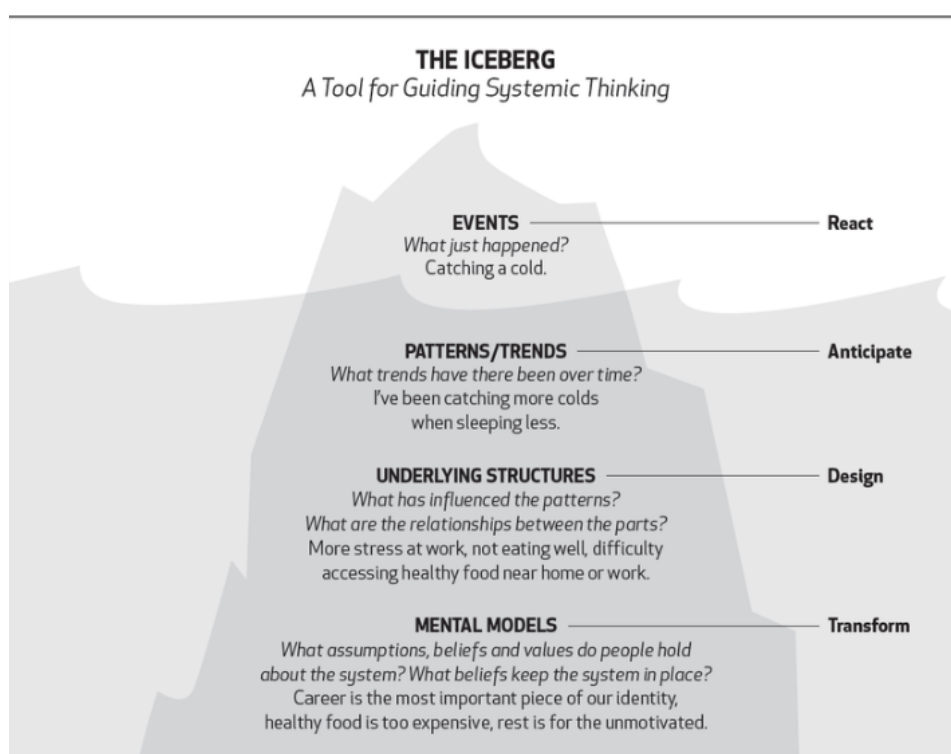 THE ICEBERG
A Tool for Guiding Systemic Thinking
EVENTS
React
What just happened?
Catching a cold.
PATTERNS/TRENDS
Anticipate
What trends have there been over time?
I've been catching more colds
when sleeping less.
UNDERLYING STRUCTURES
Design
What has influenced the patterns?
What are the relationships between the parts?
More stress at work, not eating well, difficulty
accessing healthy food near home or work.
MENTAL MODELS
Transform
What assumptions, beliefs and values do people hold
about the system? What beliefs keep the system in place?
Career is the most important piece of our identity,
healthy food is too expensive, rest is for the unmotivated.